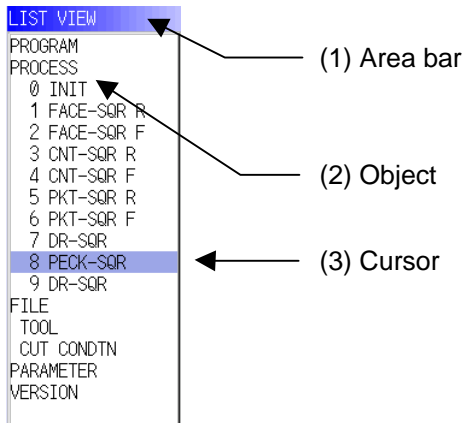 LIST VIEW
(1) Area bar
PROGRAM
PROCESS
0 INIT
1 FACE-SQR R
2 FACE-SQR F
3 CNT-SQR R
4 CNT-SQR F
(2) Object
5 PKT-SQR R
6 PKT-SQR F
7 DR-SQR
8 PECK-SQR
(3) Cursor
9 DR-SQR
FILE
TOOL
CUT CONDTN
PARAMETER
VERSION